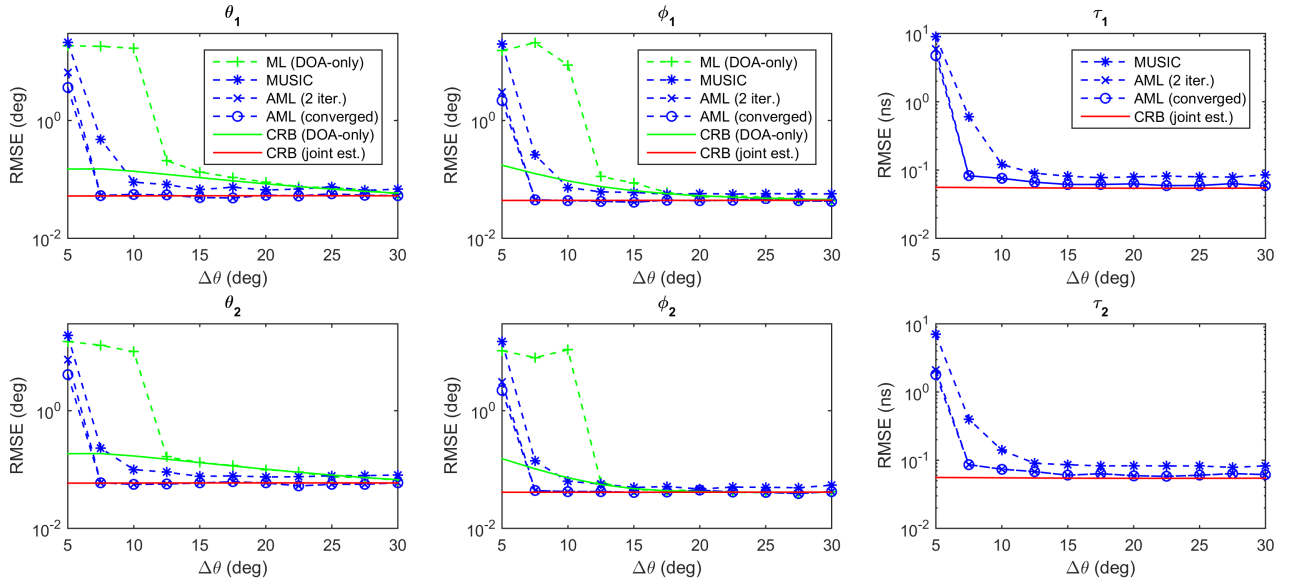 θ1
RMSE (deg)
10^0
10^-2
ML (DOA-only)
MUSIC
AML (2 iter.)
AML (converged)
CRB (DOA-only)
CRB (joint est.)
5 10 15 20 25 30
Δθ (deg)
ϕ1
RMSE (deg)
10^0
10^-2
ML (DOA-only)
MUSIC
AML (2 iter.)
AML (converged)
CRB (DOA-only)
CRB (joint est.)
5 10 15 20 25 30
Δθ (deg)
τ1
RMSE (ns)
10^1
10^0
10^-1
10^-2
MUSIC
AML (2 iter.)
AML (converged)
CRB (joint est.)
5 10 15 20 25 30
Δθ (deg)
θ2
RMSE (deg)
10^0
10^-2
5 10 15 20 25 30
Δθ (deg)
ϕ2
RMSE (deg)
10^0
10^-2
5 10 15 20 25 30
Δθ (deg)
τ2
RMSE (ns)
10^1
10^0
10^-1
10^-2
5 10 15 20 25 30
Δθ (deg)